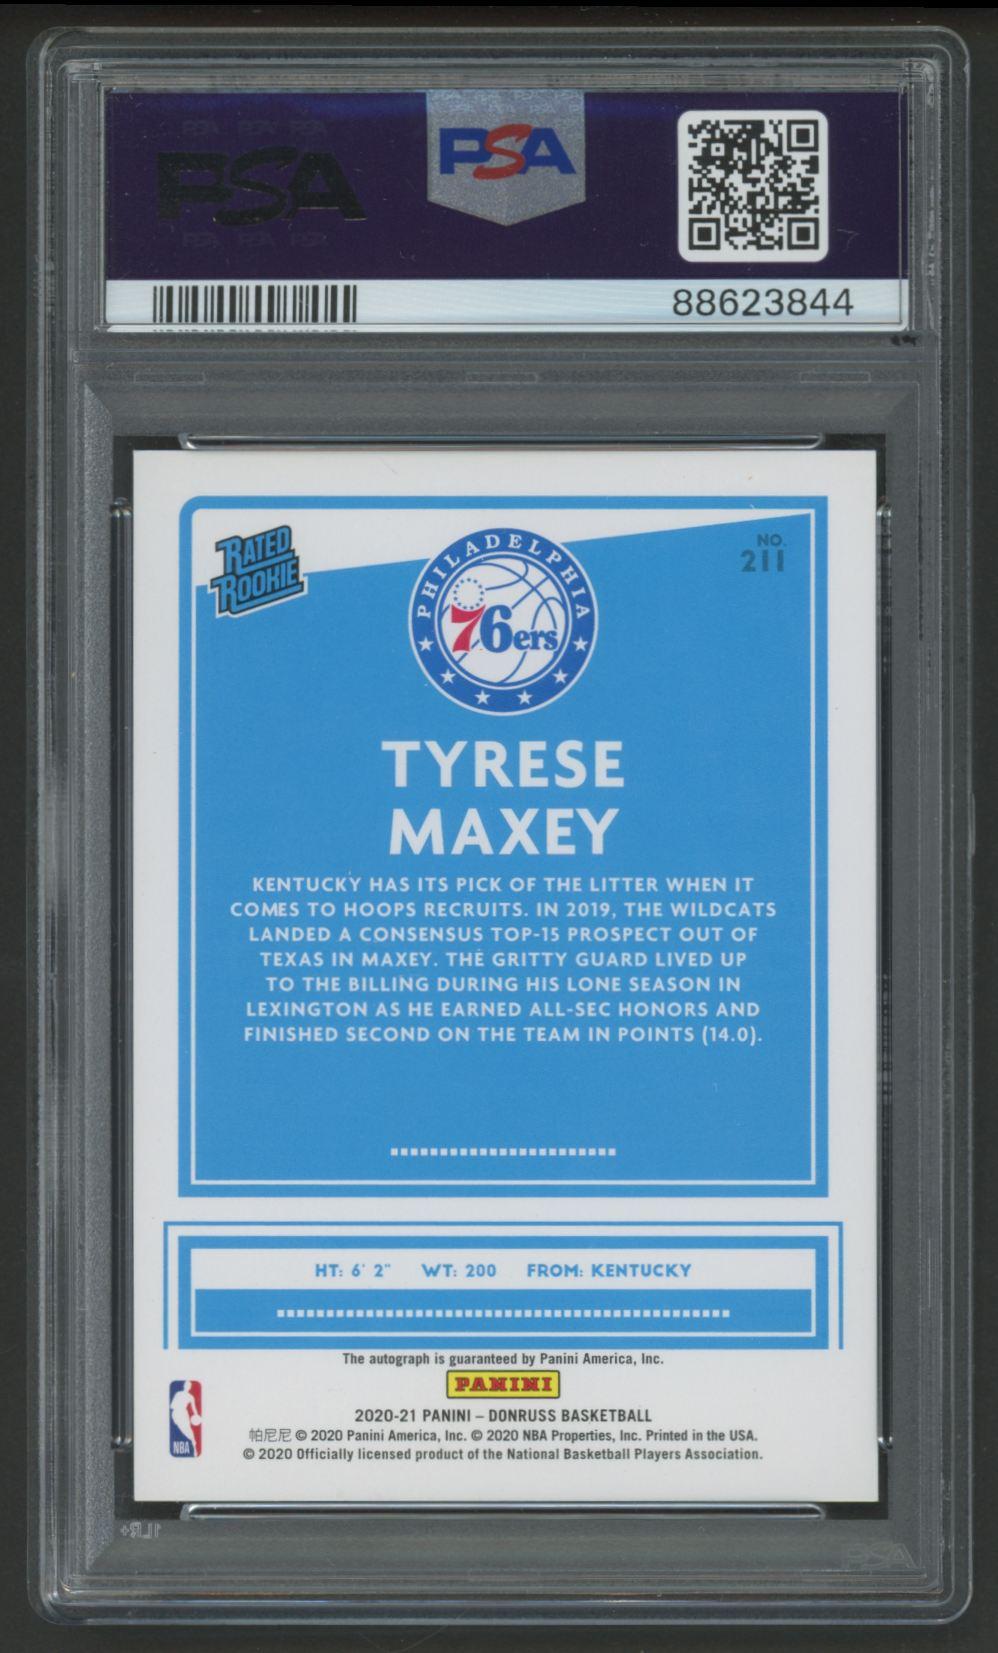 PSA
PSA
88623844
RATED
ROOKIE
PHILADELPHIA
76ers
NO.
211
TYRESE
MAXEY
KENTUCKY HAS ITS PICK OF THE LITTER WHEN IT
COMES TO HOOPS RECRUITS. IN 2019, THE WILDCATS
LANDED A CONSENSUS TOP-15 PROSPECT OUT OF
TEXAS IN MAXEY. THE GRITTY GUARD LIVED UP
TO THE BILLING DURING HIS LONE SEASON IN
LEXINGTON AS HE EARNED ALL-SEC HONORS AND
FINISHED SECOND ON THE TEAM IN POINTS (14.0).
HT: 6' 2" WT: 200 FROM: KENTUCKY
The autograph is guaranteed by Panini America, Inc.
PANINI
2020-21 PANINI – DONRUSS BASKETBALL
帕尼尼 © 2020 Panini America, Inc. © 2020 NBA Properties, Inc. Printed in the USA.
© 2020 Officially licensed product of the National Basketball Players Association.
NBA
1LR+
PSA